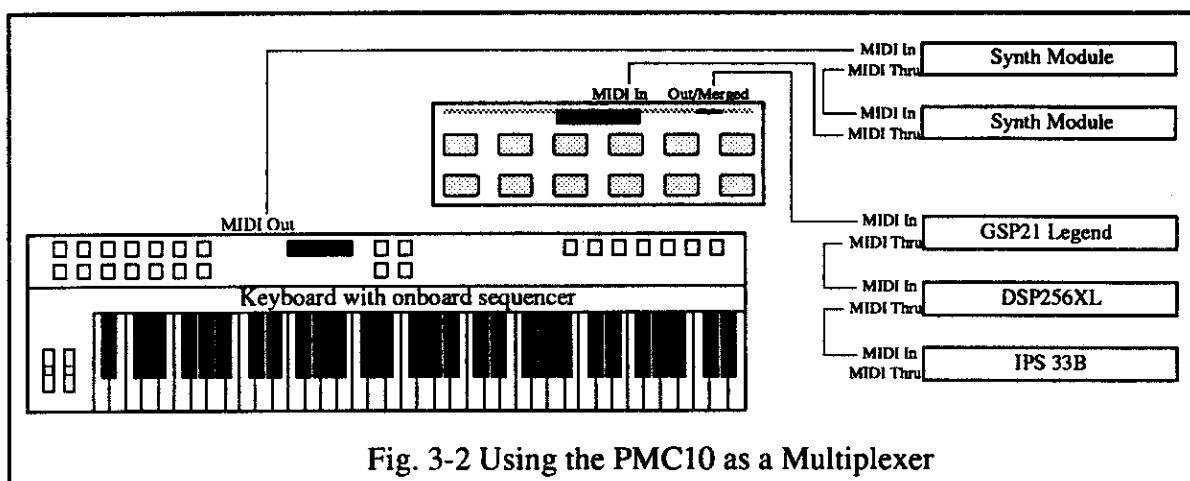 MIDI In
Synth Module
MIDI Thru
MIDI In Out/Merged
MIDI In
Synth Module
MIDI Thru
MIDI Out
MIDI In
GSP21 Legend
MIDI Thru
Keyboard with onboard sequencer
MIDI In
DSP256XL
MIDI Thru
MIDI In
IPS 33B
MIDI Thru
Fig. 3-2 Using the PMC10 as a Multiplexer